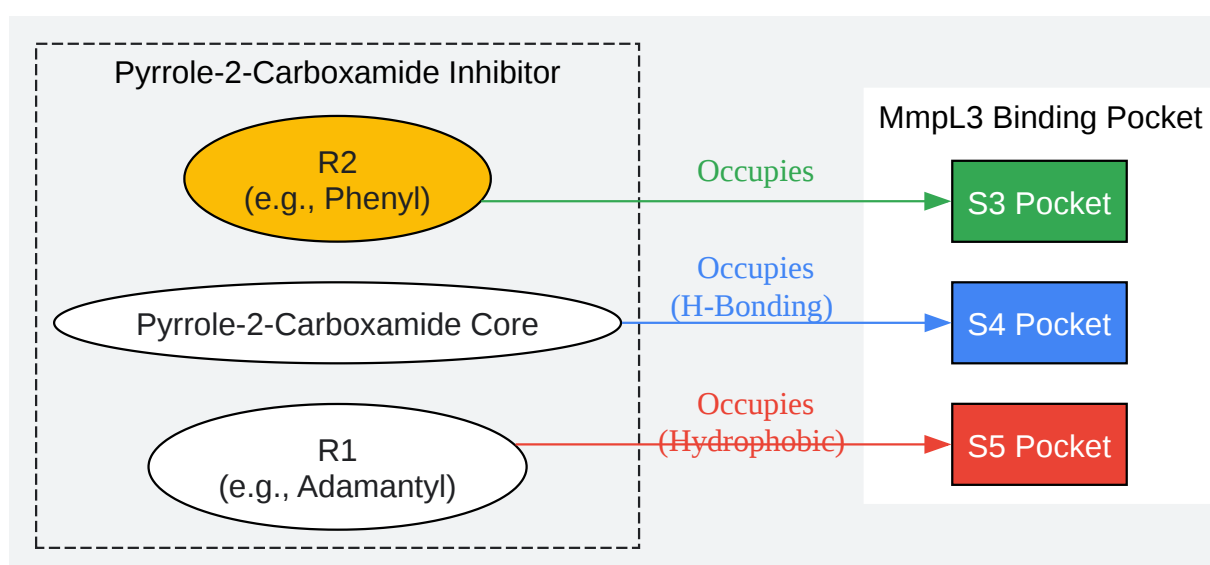 Pyrrole-2-Carboxamide Inhibitor
R2
(e.g., Phenyl)
Pyrrole-2-Carboxamide Core
R1
(e.g., Adamantyl)
Occupies
Occupies
(H-Bonding)
Occupies
(Hydrophobic)
MmpL3 Binding Pocket
S3 Pocket
S4 Pocket
S5 Pocket